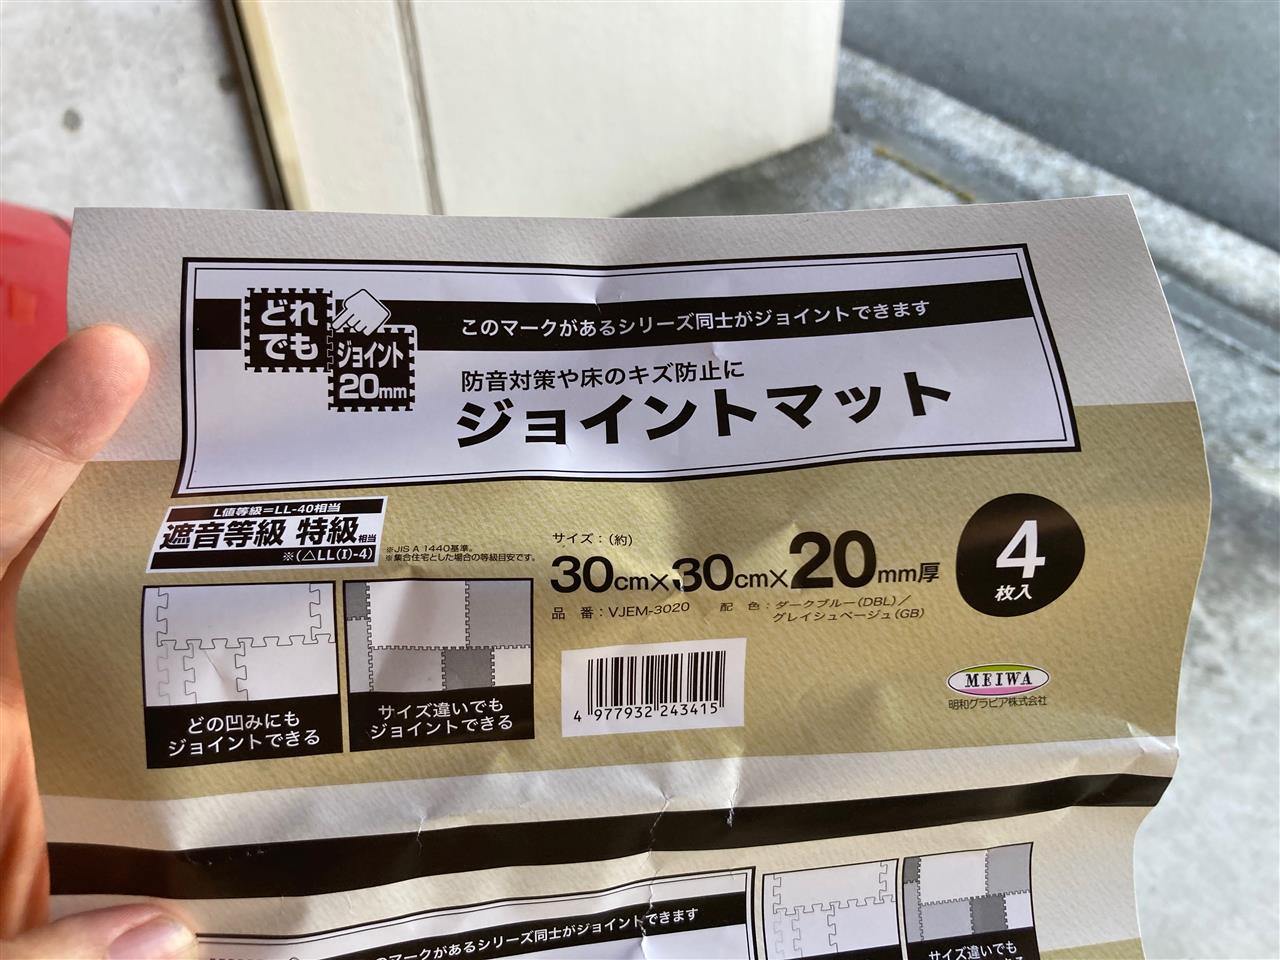 どれ
でも
ジョイント
20mm
このマークがあるシリーズ同士がジョイントできます
防音対策や床のキズ防止に
ジョイントマット
L値等級=LL-40相当
遮音等級 特級相当
※(△LL(I)-4)
※JIS A 1440基準。
※集合住宅とした場合の等級目安です。
サイズ：(約)
30cm×30cm×20mm厚
品 番：VJEM-3020 配 色：ダークブルー(DBL)／
グレイシュベージュ(GB)
4
枚入
どの凹みにも
ジョイントできる
サイズ違いでも
ジョイントできる
4 977932 243415
MEIWA
明和グラビア株式会社
このマークがあるシリーズ同士がジョイントできます
サイズ違いでも